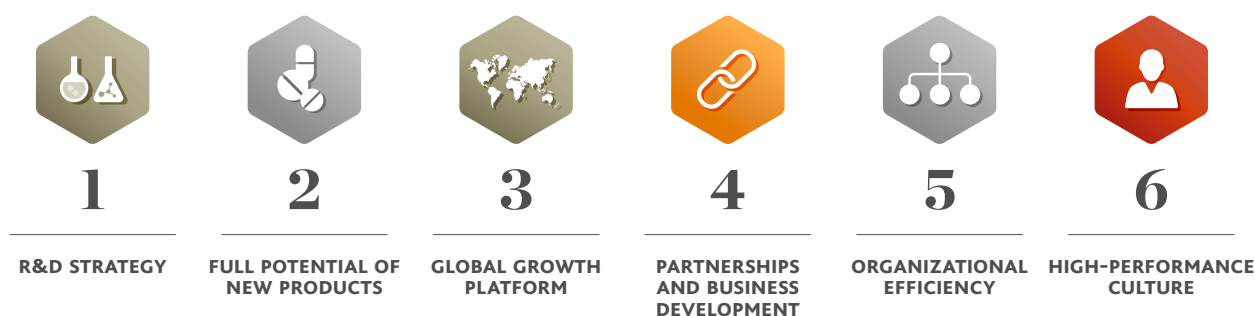 1
R&D STRATEGY
2
FULL POTENTIAL OF
NEW PRODUCTS
3
GLOBAL GROWTH
PLATFORM
4
PARTNERSHIPS
AND BUSINESS
DEVELOPMENT
5
ORGANIZATIONAL
EFFICIENCY
6
HIGH-PERFORMANCE
CULTURE